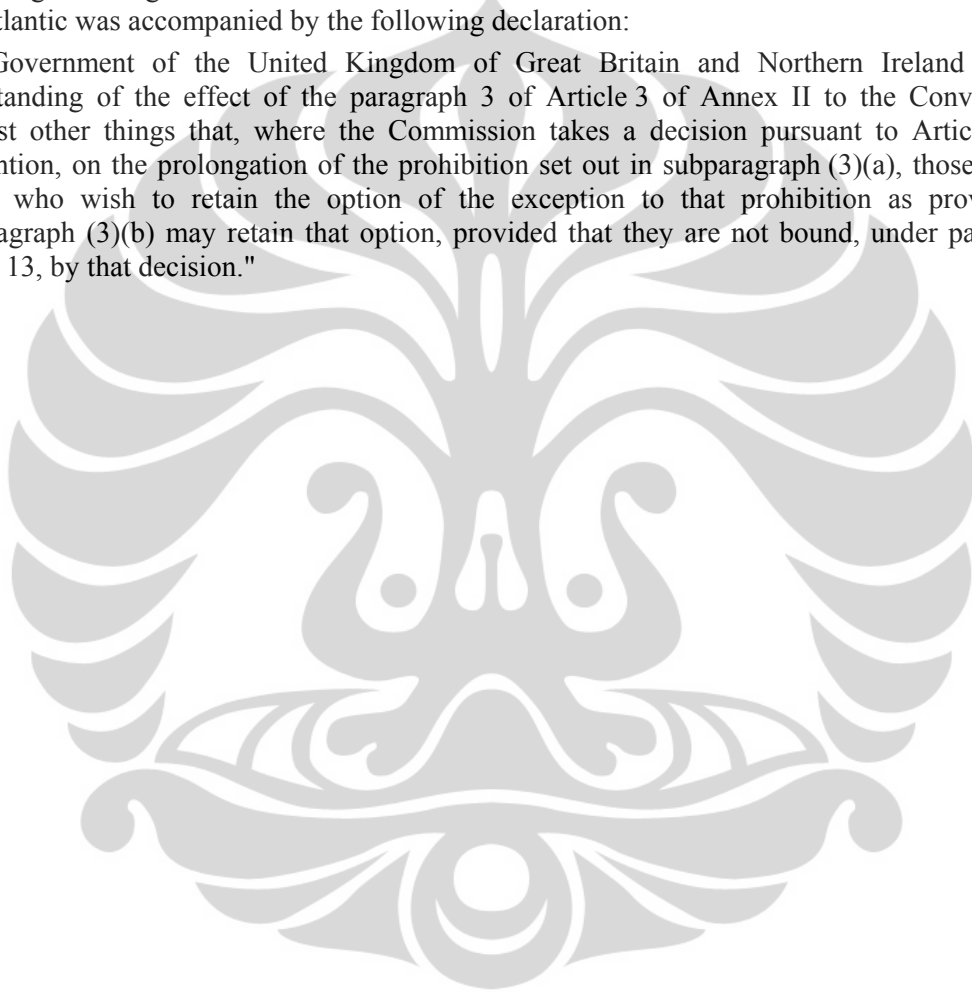 tlantic was accompanied by the following declaration:
Government of the United Kingdom of Great Britain and Northern Ireland
tanding of the effect of the paragraph 3 of Article 3 of Annex II to the Conv
st other things that, where the Commission takes a decision pursuant to Artic
ntion, on the prolongation of the prohibition set out in subparagraph (3)(a), those
who wish to retain the option of the exception to that prohibition as prov
agraph (3)(b) may retain that option, provided that they are not bound, under pa
13, by that decision."